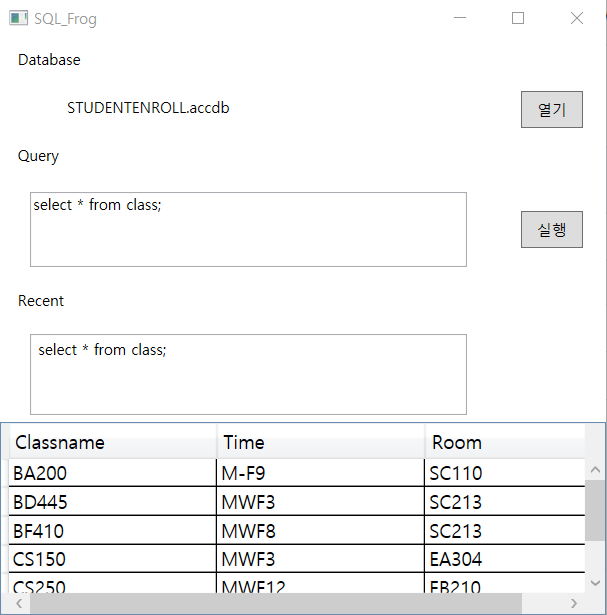 SQL_Frog
Database
STUDENTENROLL.accdb 열기
Query
select * from class;
실행
Recent
select * from class;
Classname Time Room
BA200 M-F9 SC110
BD445 MWF3 SC213
BF410 MWF8 SC213
CS150 MWF3 EA304
CS250 MWF12 EB210